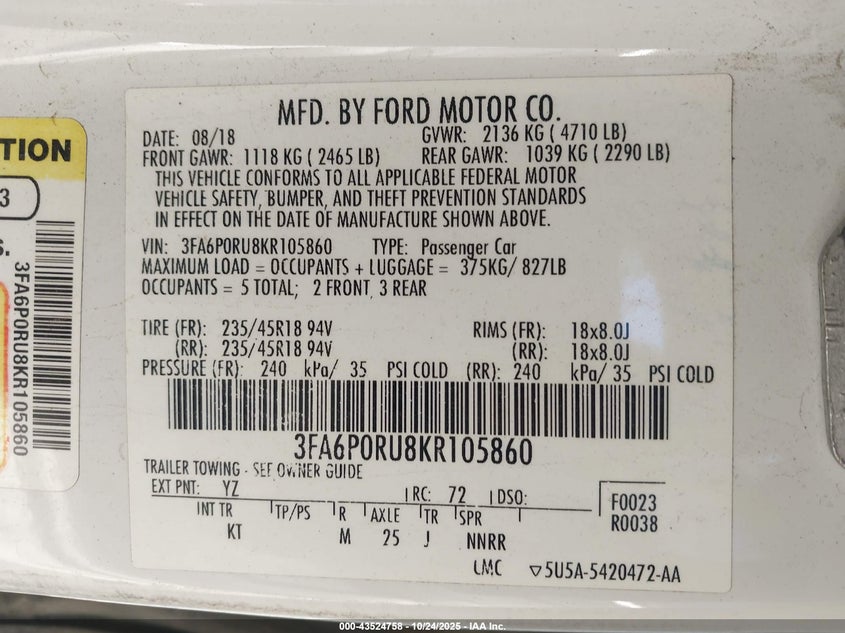 TION
3
S.
3FA6P0RU8KR105860
MFD. BY FORD MOTOR CO.
DATE: 08/18 GVWR: 2136 KG ( 4710 LB)
FRONT GAWR: 1118 KG ( 2465 LB) REAR GAWR: 1039 KG ( 2290 LB)
THIS VEHICLE CONFORMS TO ALL APPLICABLE FEDERAL MOTOR
VEHICLE SAFETY, BUMPER, AND THEFT PREVENTION STANDARDS
IN EFFECT ON THE DATE OF MANUFACTURE SHOWN ABOVE.
VIN: 3FA6P0RU8KR105860 TYPE: Passenger Car
MAXIMUM LOAD = OCCUPANTS + LUGGAGE = 375KG/ 827LB
OCCUPANTS = 5 TOTAL; 2 FRONT, 3 REAR
TIRE (FR): 235/45R18 94V RIMS (FR): 18x8.0J
(RR): 235/45R18 94V (RR): 18x8.0J
PRESSURE (FR): 240 kPa/ 35 PSI COLD (RR): 240 kPa/ 35 PSI COLD
3FA6P0RU8KR105860
TRAILER TOWING - SEE OWNER GUIDE
EXT PNT: YZ RC: 72 DSO: F0023
INT TR TP/PS R AXLE TR SPR R0038
KT M 25 J NNRR
LMC ▽5U5A-5420472-AA
000-43524758 - 10/24/2025 - IAA Inc.